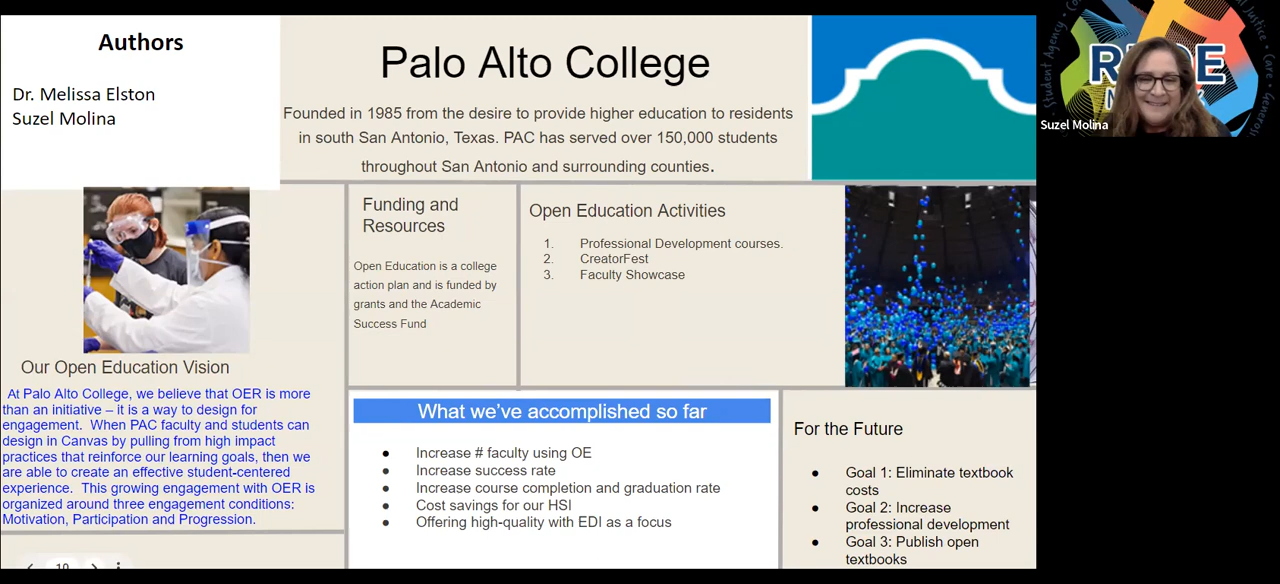 Authors
Dr. Melissa Elston
Suzel Molina
Palo Alto College
Founded in 1985 from the desire to provide higher education to residents
in south San Antonio, Texas. PAC has served over 150,000 students
throughout San Antonio and surrounding counties.
Our Open Education Vision
At Palo Alto College, we believe that OER is more
than an initiative – it is a way to design for
engagement. When PAC faculty and students can
design in Canvas by pulling from high impact
practices that reinforce our learning goals, then we
are able to create an effective student-centered
experience. This growing engagement with OER is
organized around three engagement conditions:
Motivation, Participation and Progression.
Funding and
Resources
Open Education is a college
action plan and is funded by
grants and the Academic
Success Fund
Open Education Activities
1. Professional Development courses.
2. CreatorFest
3. Faculty Showcase
What we've accomplished so far
● Increase # faculty using OE
● Increase success rate
● Increase course completion and graduation rate
● Cost savings for our HSI
● Offering high-quality with EDI as a focus
For the Future
● Goal 1: Eliminate textbook
costs
● Goal 2: Increase
professional development
● Goal 3: Publish open
textbooks
Student Agency
Justice • Care
Suzel Molina